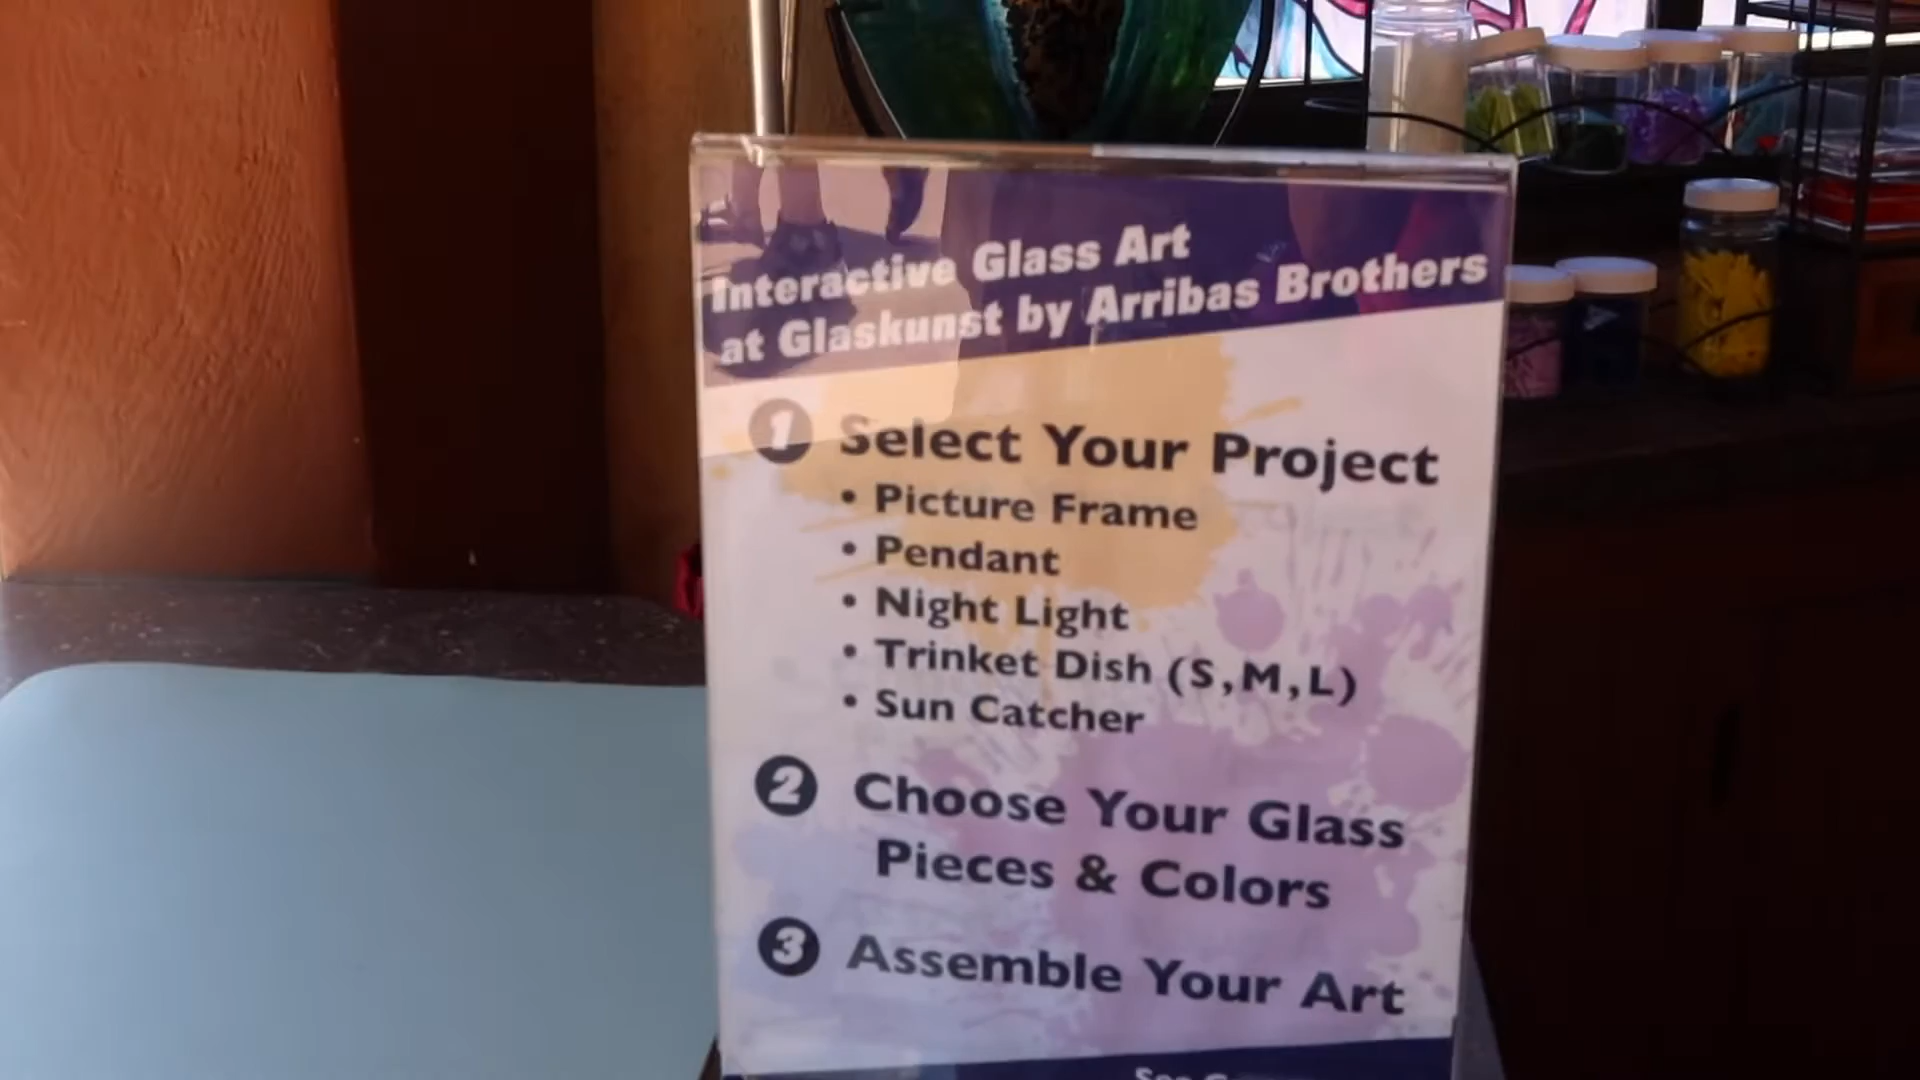 Interactive Glass Art
at Glaskunst by Arribas Brothers
1 Select Your Project
• Picture Frame
• Pendant
• Night Light
• Trinket Dish (S,M,L)
• Sun Catcher
2 Choose Your Glass
Pieces & Colors
3 Assemble Your Art